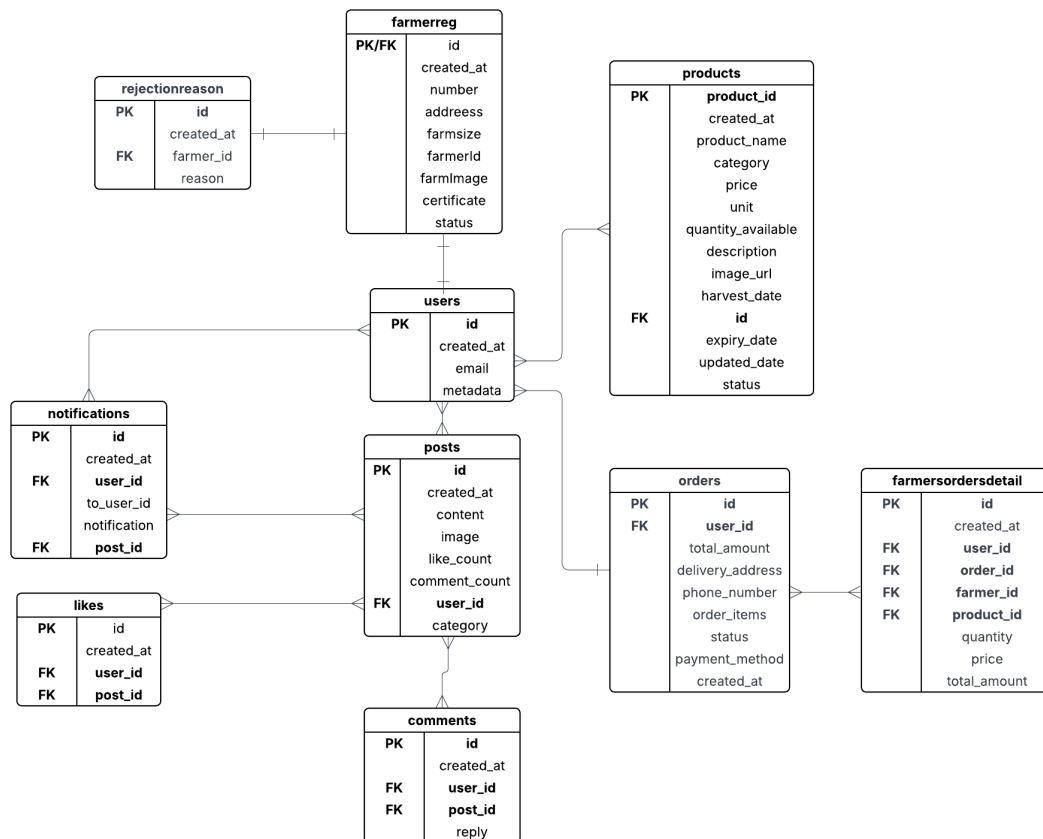 farmerreg
PK/FK id
created_at
number
addreess
farmsize
farmerId
farmImage
certificate
status
rejectionreason
PK id
created_at
FK farmer_id
reason
products
PK product_id
created_at
product_name
category
price
unit
quantity_available
description
image_url
harvest_date
FK id
expiry_date
updated_date
status
users
PK id
created_at
email
metadata
notifications
PK id
created_at
FK user_id
to_user_id
notification
FK post_id
posts
PK id
created_at
content
image
like_count
comment_count
FK user_id
category
orders
PK id
FK user_id
total_amount
delivery_address
phone_number
order_items
status
payment_method
created_at
farmersordersdetail
PK id
created_at
FK user_id
FK order_id
FK farmer_id
FK product_id
quantity
price
total_amount
likes
PK id
created_at
FK user_id
FK post_id
comments
PK id
created_at
FK user_id
FK post_id
reply